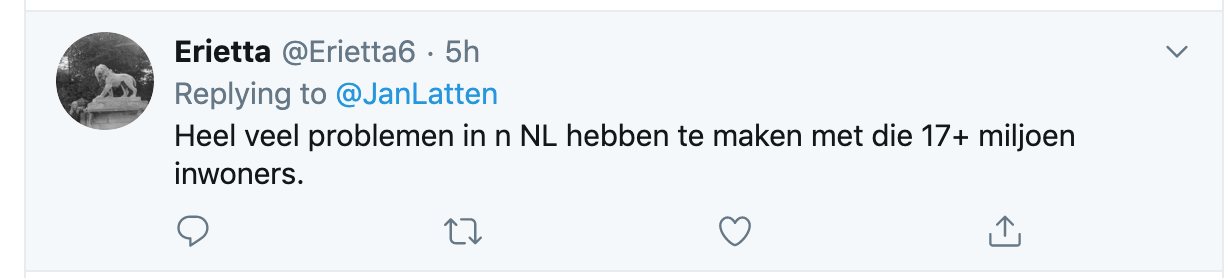 Erietta @Erietta6 · 5h
Replying to @JanLatten
Heel veel problemen in n NL hebben te maken met die 17+ miljoen
inwoners.